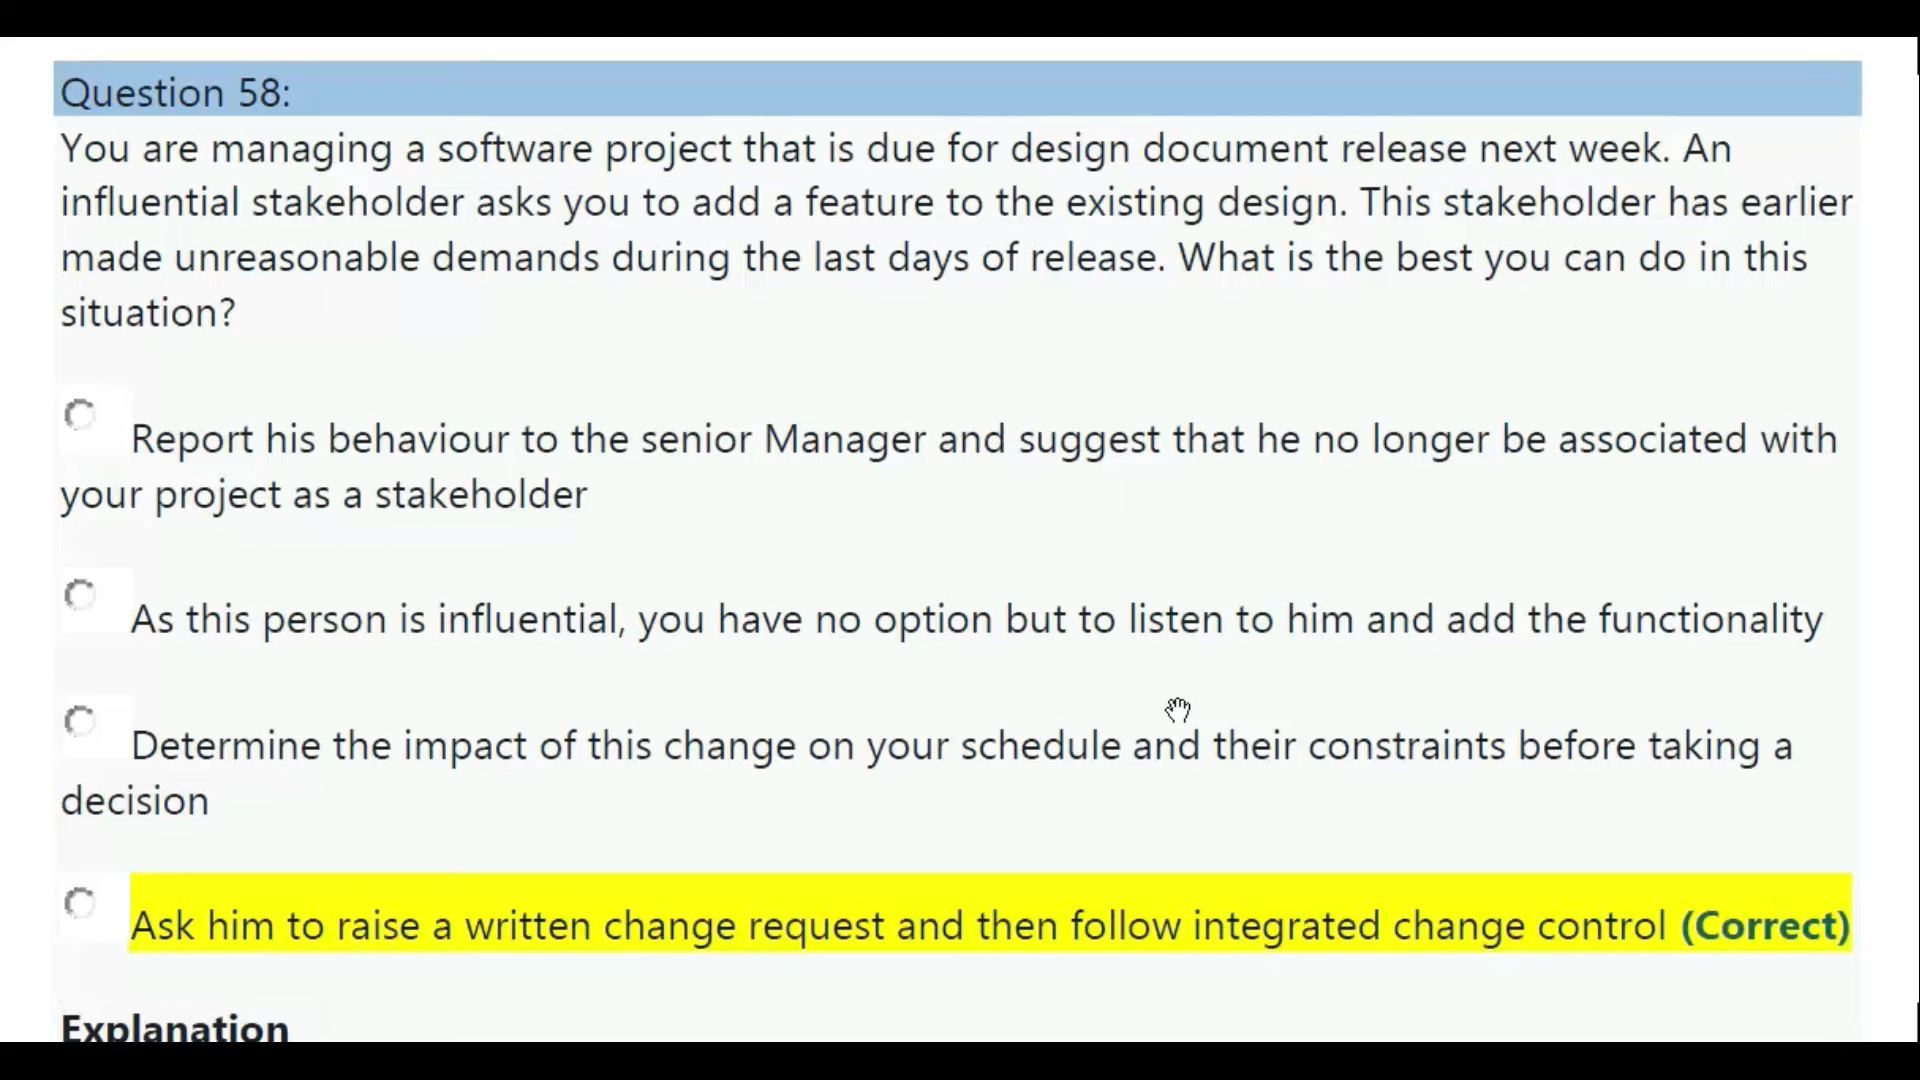 Question 58:
You are managing a software project that is due for design document release next week. An
influential stakeholder asks you to add a feature to the existing design. This stakeholder has earlier
made unreasonable demands during the last days of release. What is the best you can do in this
situation?
Report his behaviour to the senior Manager and suggest that he no longer be associated with
your project as a stakeholder
As this person is influential, you have no option but to listen to him and add the functionality
Determine the impact of this change on your schedule and their constraints before taking a
decision
Ask him to raise a written change request and then follow integrated change control (Correct)
Explanation